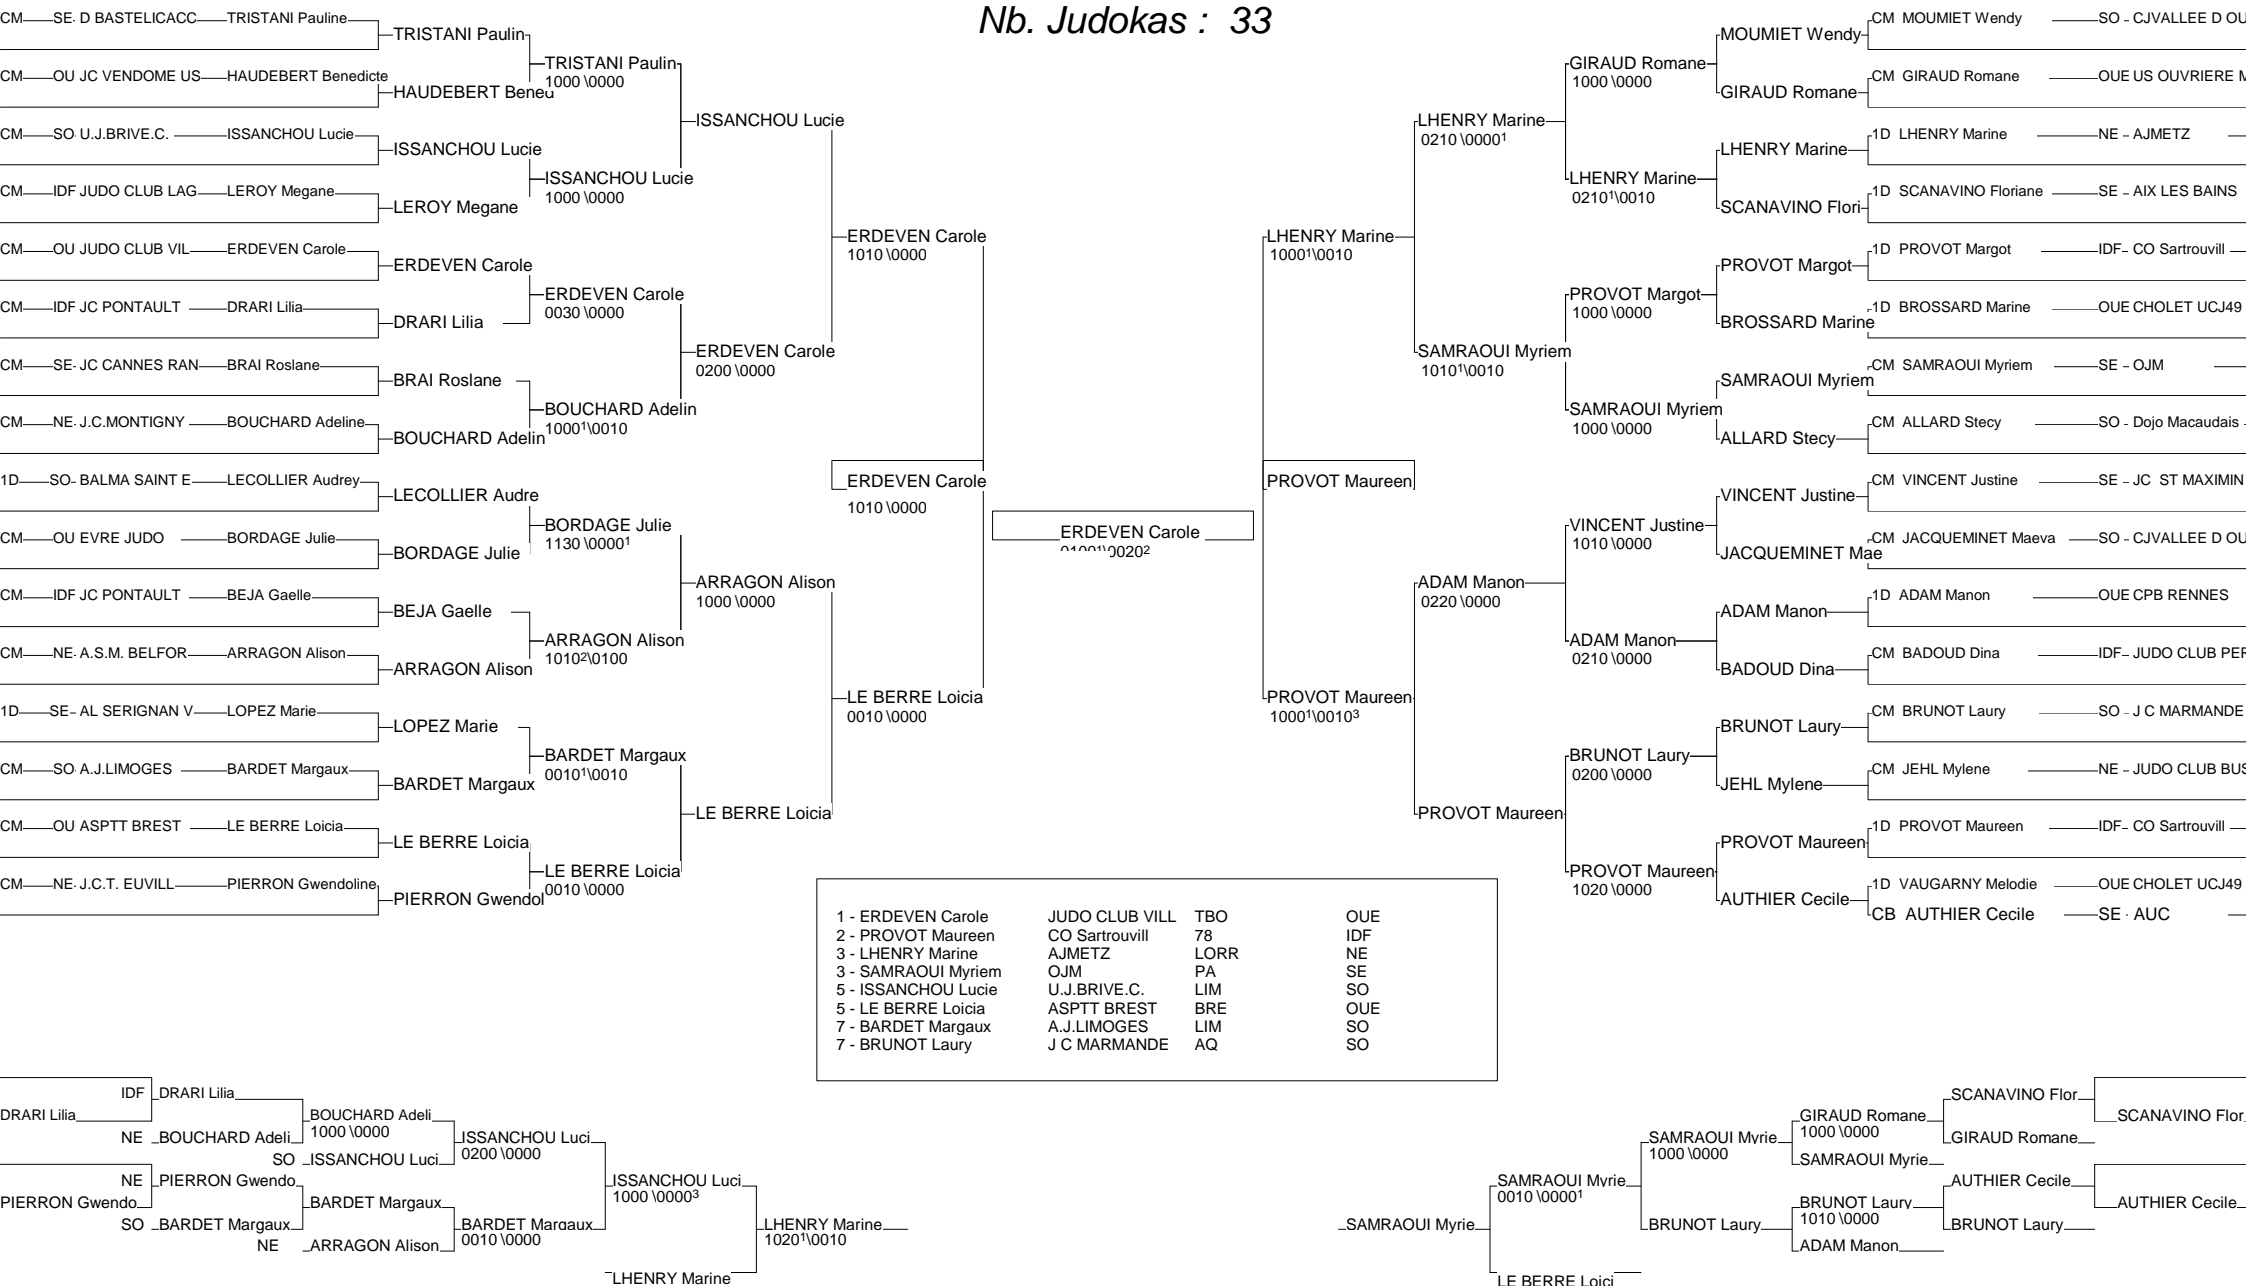 Nb. Judokas : 33
CM SE- D BASTELICACC TRISTANI Pauline
CM OU JC VENDOME US HAUDEBERT Benedicte
CM SO- U.J.BRIVE.C. ISSANCHOU Lucie
CM IDF JUDO CLUB LAG LEROY Megane
CM OU JUDO CLUB VIL ERDEVEN Carole
CM IDF JC PONTAULT DRARI Lilia
CM SE- JC CANNES RAN BRAI Roslane
CM NE- J.C.MONTIGNY BOUCHARD Adeline
1D SO- BALMA SAINT E LECOLLIER Audrey
CM OU EVRE JUDO BORDAGE Julie
CM IDF JC PONTAULT BEJA Gaelle
CM NE- A.S.M. BELFOR ARRAGON Alison
1D SE- AL SERIGNAN V LOPEZ Marie
CM SO- A.J.LIMOGES BARDET Margaux
CM OU ASPTT BREST LE BERRE Loicia
CM NE- J.C.T. EUVILL PIERRON Gwendoline
TRISTANI Paulin
HAUDEBERT Bened
ISSANCHOU Lucie
LEROY Megane
ERDEVEN Carole
DRARI Lilia
BRAI Roslane
BOUCHARD Adelin
LECOLLIER Audre
BORDAGE Julie
BEJA Gaelle
ARRAGON Alison
LOPEZ Marie
BARDET Margaux
LE BERRE Loicia
PIERRON Gwendol
TRISTANI Paulin
1000 \0000
ISSANCHOU Lucie
1000 \0000
ERDEVEN Carole
0030 \0000
BOUCHARD Adelin
1000¹\0010
BORDAGE Julie
1130 \0000¹
ARRAGON Alison
1010²\0100
BARDET Margaux
0010¹\0010
LE BERRE Loicia
0010 \0000
ISSANCHOU Lucie
ERDEVEN Carole
0200 \0000
ARRAGON Alison
1000 \0000
LE BERRE Loicia
ERDEVEN Carole
1010 \0000
LE BERRE Loicia
0010 \0000
ERDEVEN Carole
1010 \0000
ERDEVEN Carole
0100¹\0020²
PROVOT Maureen
LHENRY Marine
1000¹\0010
PROVOT Maureen
1000¹\0010³
LHENRY Marine
0210 \0000¹
SAMRAOUI Myriem
1010¹\0010
ADAM Manon
0220 \0000
PROVOT Maureen
GIRAUD Romane
1000 \0000
LHENRY Marine
0210¹\0010
PROVOT Margot
1000 \0000
SAMRAOUI Myriem
1000 \0000
VINCENT Justine
1010 \0000
ADAM Manon
0210 \0000
BRUNOT Laury
0200 \0000
PROVOT Maureen
1020 \0000
MOUMIET Wendy
GIRAUD Romane
LHENRY Marine
SCANAVINO Flori
PROVOT Margot
BROSSARD Marine
SAMRAOUI Myriem
ALLARD Stecy
VINCENT Justine
JACQUEMINET Mae
ADAM Manon
BADOUD Dina
BRUNOT Laury
JEHL Mylene
PROVOT Maureen
AUTHIER Cecile
CM MOUMIET Wendy SO - CJVALLEE D OU
CM GIRAUD Romane OUE US OUVRIERE M
1D LHENRY Marine NE - AJMETZ
1D SCANAVINO Floriane SE - AIX LES BAINS
1D PROVOT Margot IDF- CO Sartrouvill
1D BROSSARD Marine OUE CHOLET UCJ49
CM SAMRAOUI Myriem SE - OJM
CM ALLARD Stecy SO - Dojo Macaudais
CM VINCENT Justine SE - JC ST MAXIMIN
CM JACQUEMINET Maeva SO - CJVALLEE D OU
1D ADAM Manon OUE CPB RENNES
CM BADOUD Dina IDF- JUDO CLUB PER
CM BRUNOT Laury SO - J C MARMANDE
CM JEHL Mylene NE - JUDO CLUB BUS
1D PROVOT Maureen IDF- CO Sartrouvill
1D VAUGARNY Melodie OUE CHOLET UCJ49
CB AUTHIER Cecile SE - AUC
1 - ERDEVEN Carole JUDO CLUB VILL TBO OUE
2 - PROVOT Maureen CO Sartrouvill 78 IDF
3 - LHENRY Marine AJMETZ LORR NE
3 - SAMRAOUI Myriem OJM PA SE
5 - ISSANCHOU Lucie U.J.BRIVE.C. LIM SO
5 - LE BERRE Loicia ASPTT BREST BRE OUE
7 - BARDET Margaux A.J.LIMOGES LIM SO
7 - BRUNOT Laury J C MARMANDE AQ SO
IDF DRARI Lilia
DRARI Lilia
NE BOUCHARD Adeli
SO ISSANCHOU Luci
NE PIERRON Gwendo
PIERRON Gwendo
SO BARDET Margaux
NE ARRAGON Alison
BOUCHARD Adeli
1000 \0000
BARDET Margaux
ISSANCHOU Luci
0200 \0000
BARDET Margaux
0010 \0000
ISSANCHOU Luci
1000 \0000³
LHENRY Marine
LHENRY Marine
1020¹\0010
SAMRAOUI Myrie
SAMRAOUI Myrie
0010 \0000¹
LE BERRE Loici
SAMRAOUI Myrie
1000 \0000
BRUNOT Laury
GIRAUD Romane
1000 \0000
SAMRAOUI Myrie
BRUNOT Laury
1010 \0000
ADAM Manon
SCANAVINO Flor
GIRAUD Romane
AUTHIER Cecile
BRUNOT Laury
SCANAVINO Flor
AUTHIER Cecile